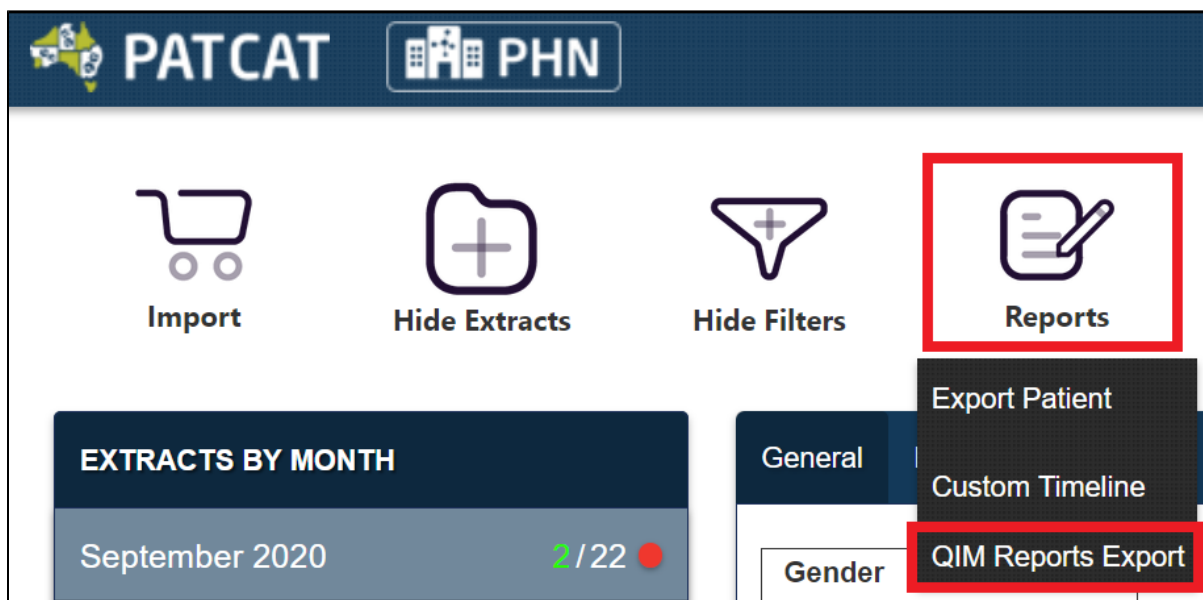 PATCAT PHN
Import Hide Extracts Hide Filters Reports
Export Patient
EXTRACTS BY MONTH General
Custom Timeline
September 2020 2/22 QIM Reports Export
Gender